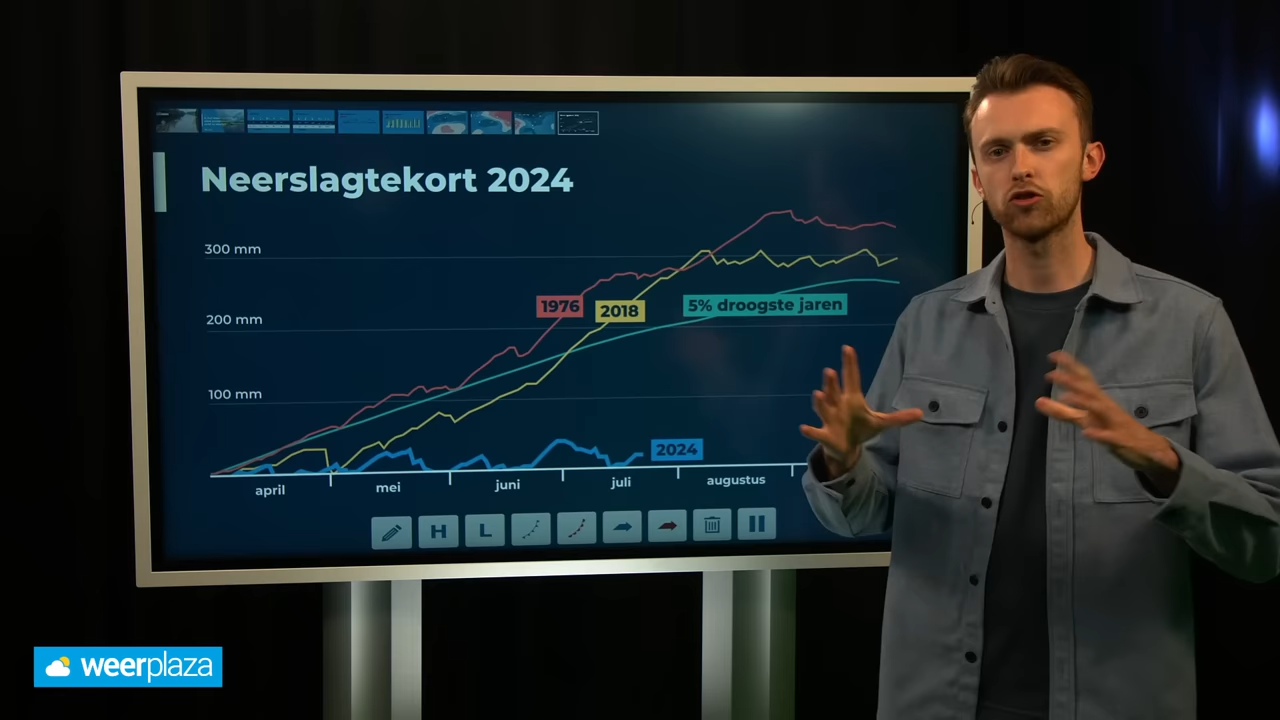 Neerslagtekort 2024
300 mm
200 mm
100 mm
1976
2018
5% droogste jaren
2024
april
mei
juni
juli
augustus
H
L
weerplaza